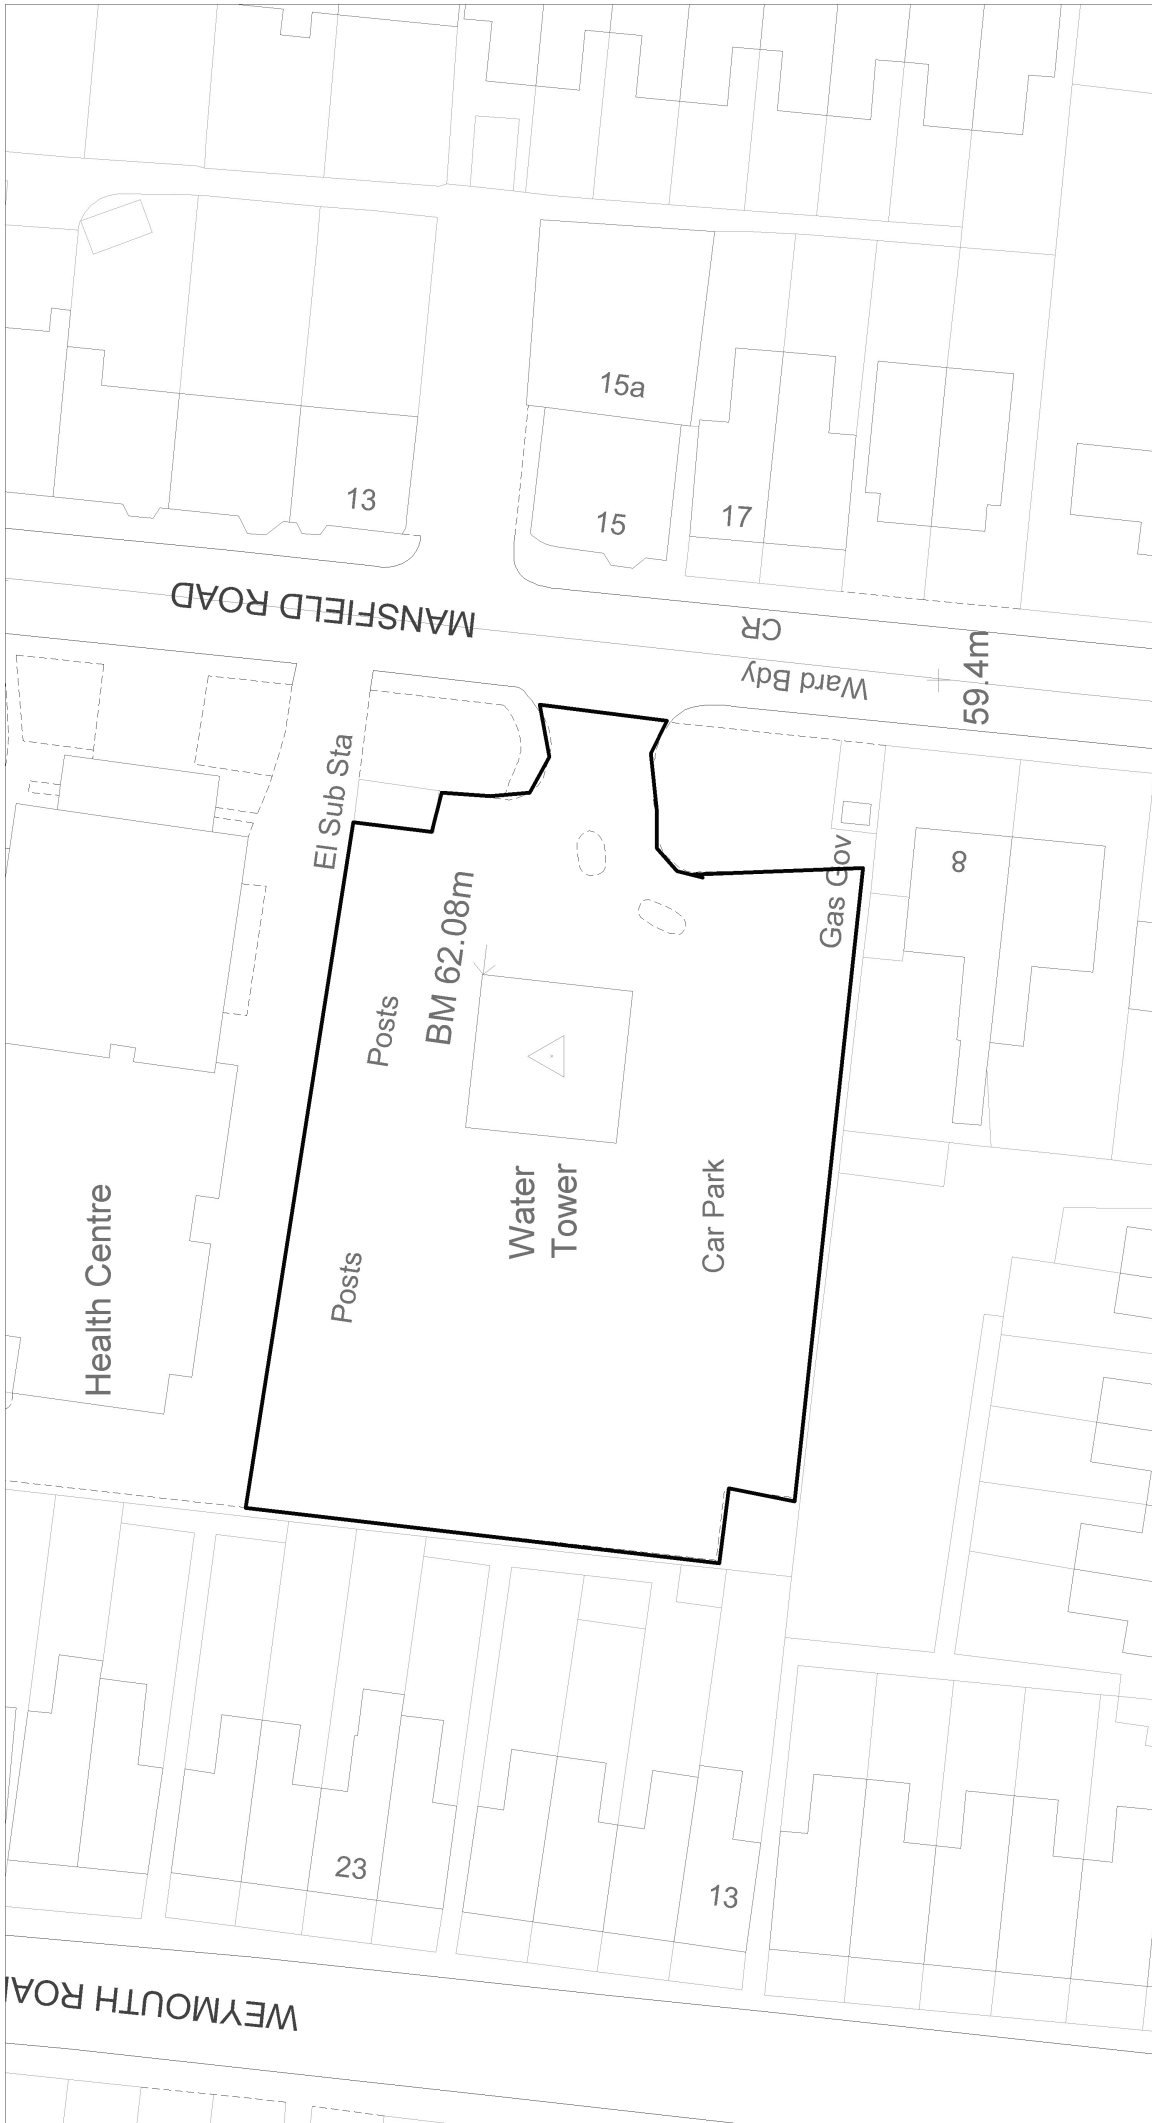 15a
13
15
17
MANSFIELD ROAD
CR
Ward Bdy
59.4m
El Sub Sta
8
Gas Gov
BM 62.08m
Posts
Water
Tower
Car Park
Posts
Health Centre
23
13
WEYMOUTH ROA